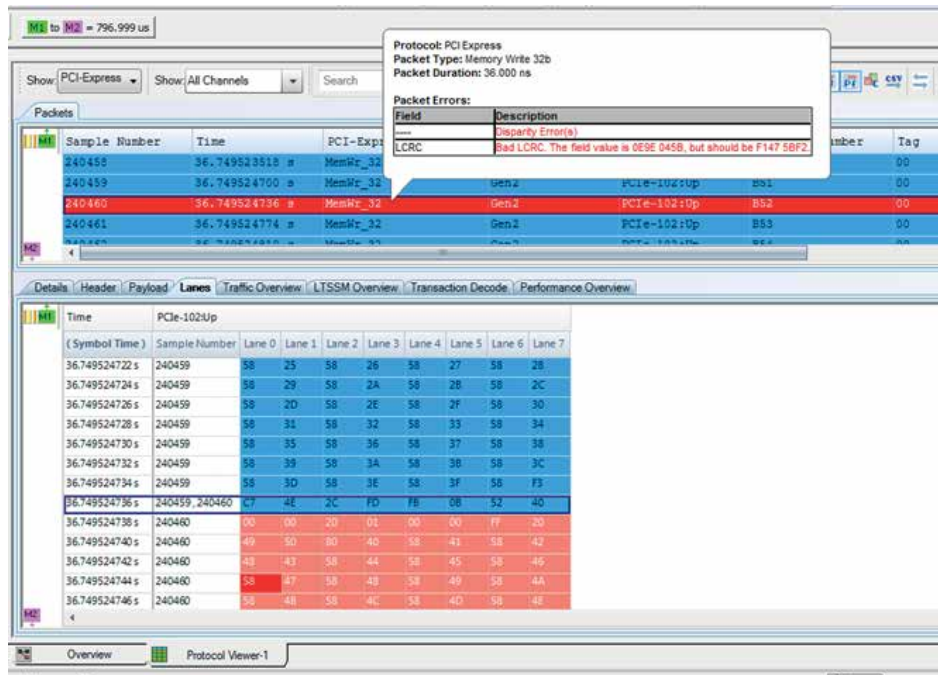 M1 to M2 = 796.999 us
Protocol: PCI Express
Packet Type: Memory Write 32b
Packet Duration: 36.000 ns
Packet Errors:
Field Description
---- Disparity Error(s)
LCRC Bad LCRC. The field value is 0E9E 045B, but should be F147 5BF2.
Show: PCI-Express Show: All Channels Search CSV
Packets
M1 Sample Number Time PCI-Expr mber Tag
240458 36.749523518 s MemWr_32 00
240459 36.749524700 s MemWr_32 Gen2 PCIe-102:Up B51 00
240460 36.749524736 s MemWr_32 Gen2 PCIe-102:Up B52 00
240461 36.749524774 s MemWr_32 Gen2 PCIe-102:Up B53 00
M2
Details Header Payload Lanes Traffic Overview LTSSM Overview Transaction Decode Performance Overview
M1 Time PCIe-102:Up
(Symbol Time) Sample Number Lane 0 Lane 1 Lane 2 Lane 3 Lane 4 Lane 5 Lane 6 Lane 7
36.749524722 s 240459 58 25 58 26 58 27 58 28
36.749524724 s 240459 58 29 58 2A 58 2B 58 2C
36.749524726 s 240459 58 2D 58 2E 58 2F 58 30
36.749524728 s 240459 58 31 58 32 58 33 58 34
36.749524730 s 240459 58 35 58 36 58 37 58 38
36.749524732 s 240459 58 39 58 3A 58 3B 58 3C
36.749524734 s 240459 58 3D 58 3E 58 3F 58 F3
36.749524736 s 240459,240460 C7 4E 2C FD FB 0B 52 40
36.749524738 s 240460 00 00 20 01 00 00 FF 20
36.749524740 s 240460 49 50 80 40 58 41 58 42
36.749524742 s 240460 48 43 58 44 58 45 58 46
36.749524744 s 240460 58 47 58 48 58 49 58 4A
36.749524746 s 240460 58 4B 58 4C 58 4D 58 4E
M2
Overview Protocol Viewer-1